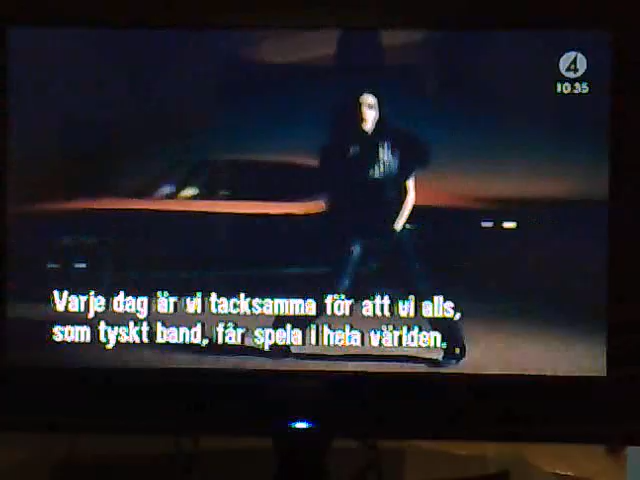 4
10:35
Varje dag är vi tacksamma för att vi alls,
som tyskt band, får spela i hela världen.